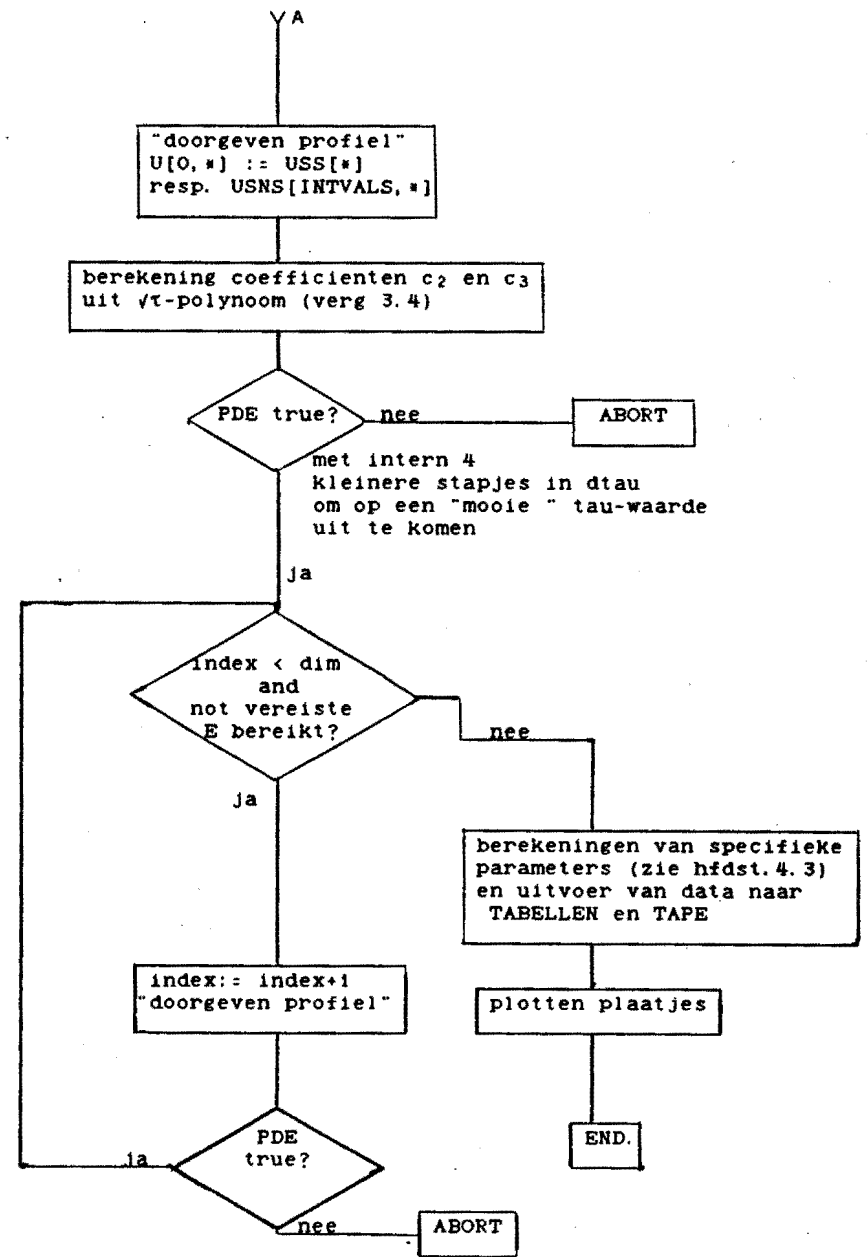 A
"doorgeven profiel"
U[0,*] := USS[*]
resp. USNS[INTVALS,*]
berekening coefficienten c2 en c3
uit √τ-polynoom (verg 3.4)
PDE true?
nee
ABORT
met intern 4
kleinere stapjes in dtau
om op een "mooie " tau-waarde
uit te komen
ja
index < dim
and
not vereiste
E bereikt?
nee
ja
berekeningen van specifieke
parameters (zie hfdst.4.3)
en uitvoer van data naar
TABELLEN en TAPE
index:= index+1
"doorgeven profiel"
plotten plaatjes
PDE
true?
ja
END.
nee
ABORT